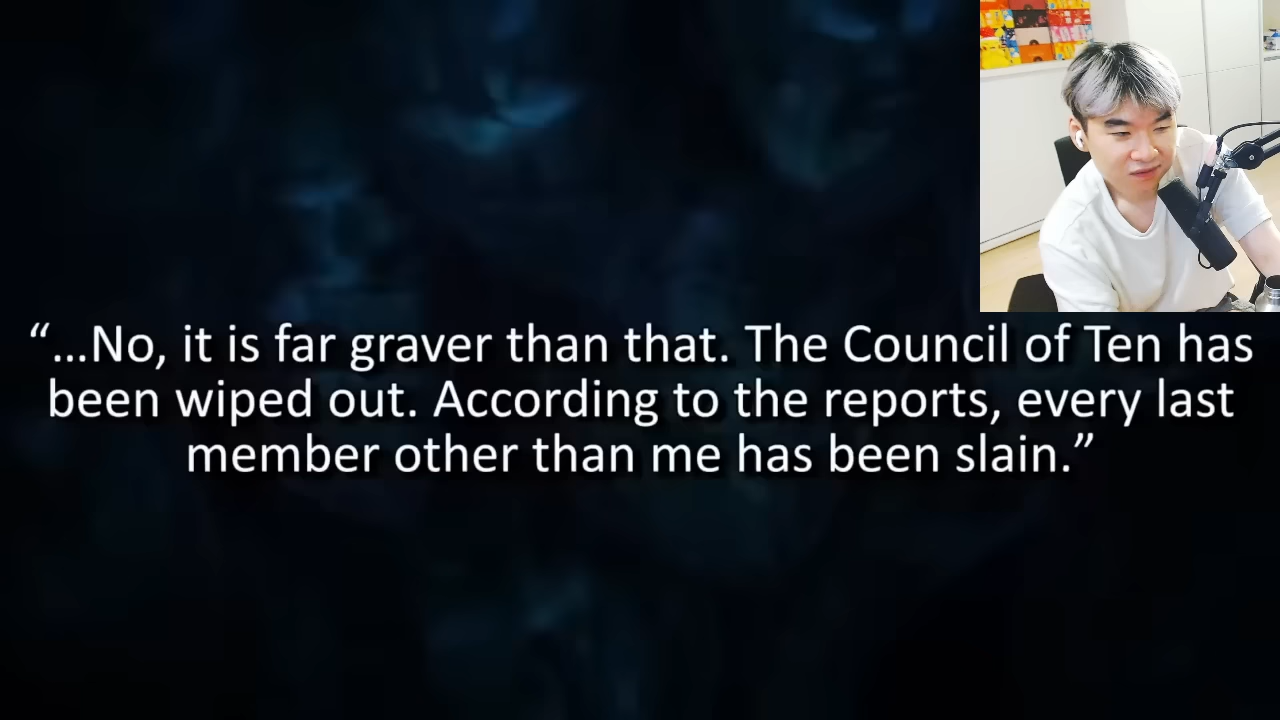 “...No, it is far graver than that. The Council of Ten has
been wiped out. According to the reports, every last
member other than me has been slain.”